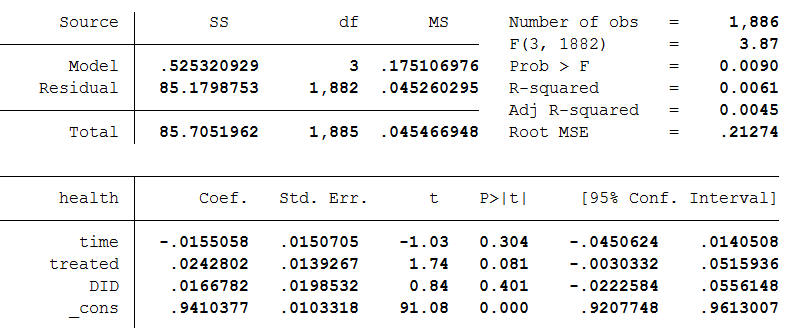 Source SS df MS Number of obs = 1,886
F(3, 1882) = 3.87
Model .525320929 3 .175106976 Prob > F = 0.0090
Residual 85.1798753 1,882 .045260295 R-squared = 0.0061
Adj R-squared = 0.0045
Total 85.7051962 1,885 .045466948 Root MSE = .21274
health Coef. Std. Err. t P>|t| [95% Conf. Interval]
time -.0155058 .0150705 -1.03 0.304 -.0450624 .0140508
treated .0242802 .0139267 1.74 0.081 -.0030332 .0515936
DID .0166782 .0198532 0.84 0.401 -.0222584 .0556148
_cons .9410377 .0103318 91.08 0.000 .9207748 .9613007